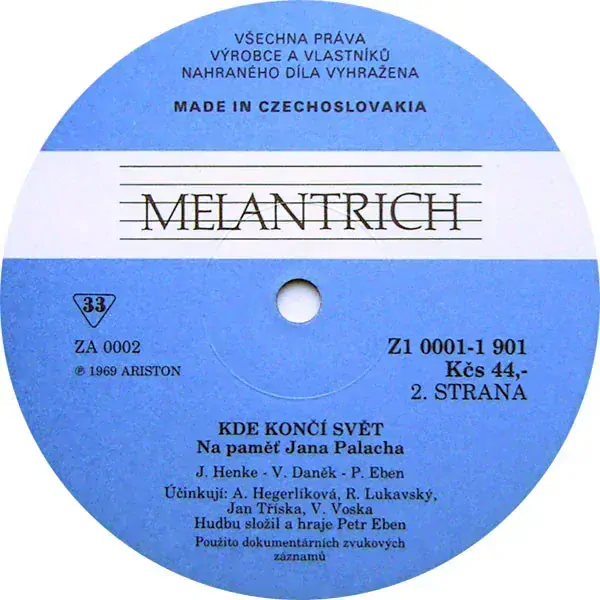 VŠECHNA PRÁVA
VÝROBCE A VLASTNÍKŮ
NAHRANÉHO DÍLA VYHRAŽENA
MADE IN CZECHOSLOVAKIA
MELANTRICH
33
ZA 0002
℗ 1969 ARISTON
Z1 0001-1 901
Kčs 44,-
2. STRANA
KDE KONČÍ SVĚT
Na paměť Jana Palacha
J. Henke - V. Daněk - P. Eben
Účinkují: A. Hegerlíková, R. Lukavský,
Jan Tříska, V. Voska
Hudbu složil a hraje Petr Eben
Použito dokumentárních zvukových
záznamů